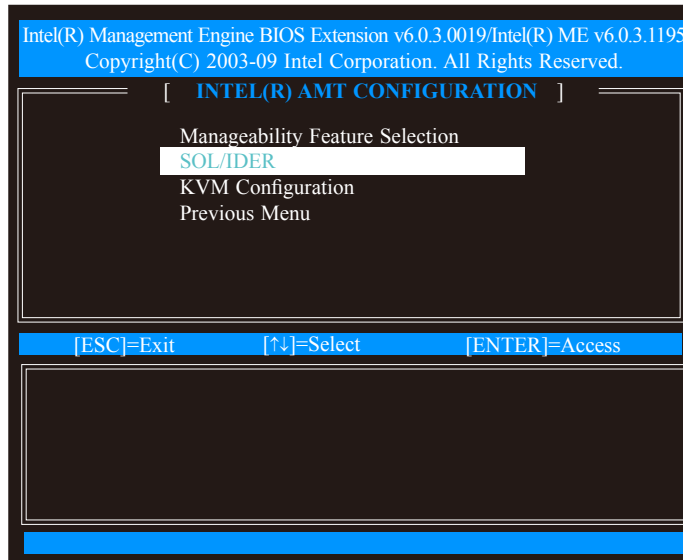 Intel(R) Management Engine BIOS Extension v6.0.3.0019/Intel(R) ME v6.0.3.1195
Copyright(C) 2003-09 Intel Corporation. All Rights Reserved.
[ INTEL(R) AMT CONFIGURATION ]
Manageability Feature Selection
SOL/IDER
KVM Configuration
Previous Menu
[ESC]=Exit [↑↓]=Select [ENTER]=Access